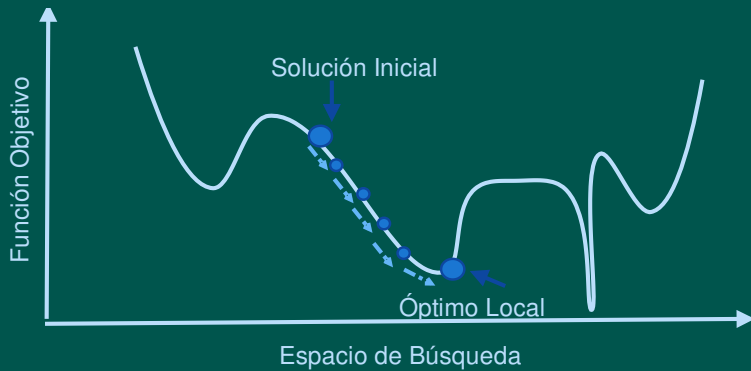 Solución Inicial
Función Objetivo
Óptimo Local
Espacio de Búsqueda